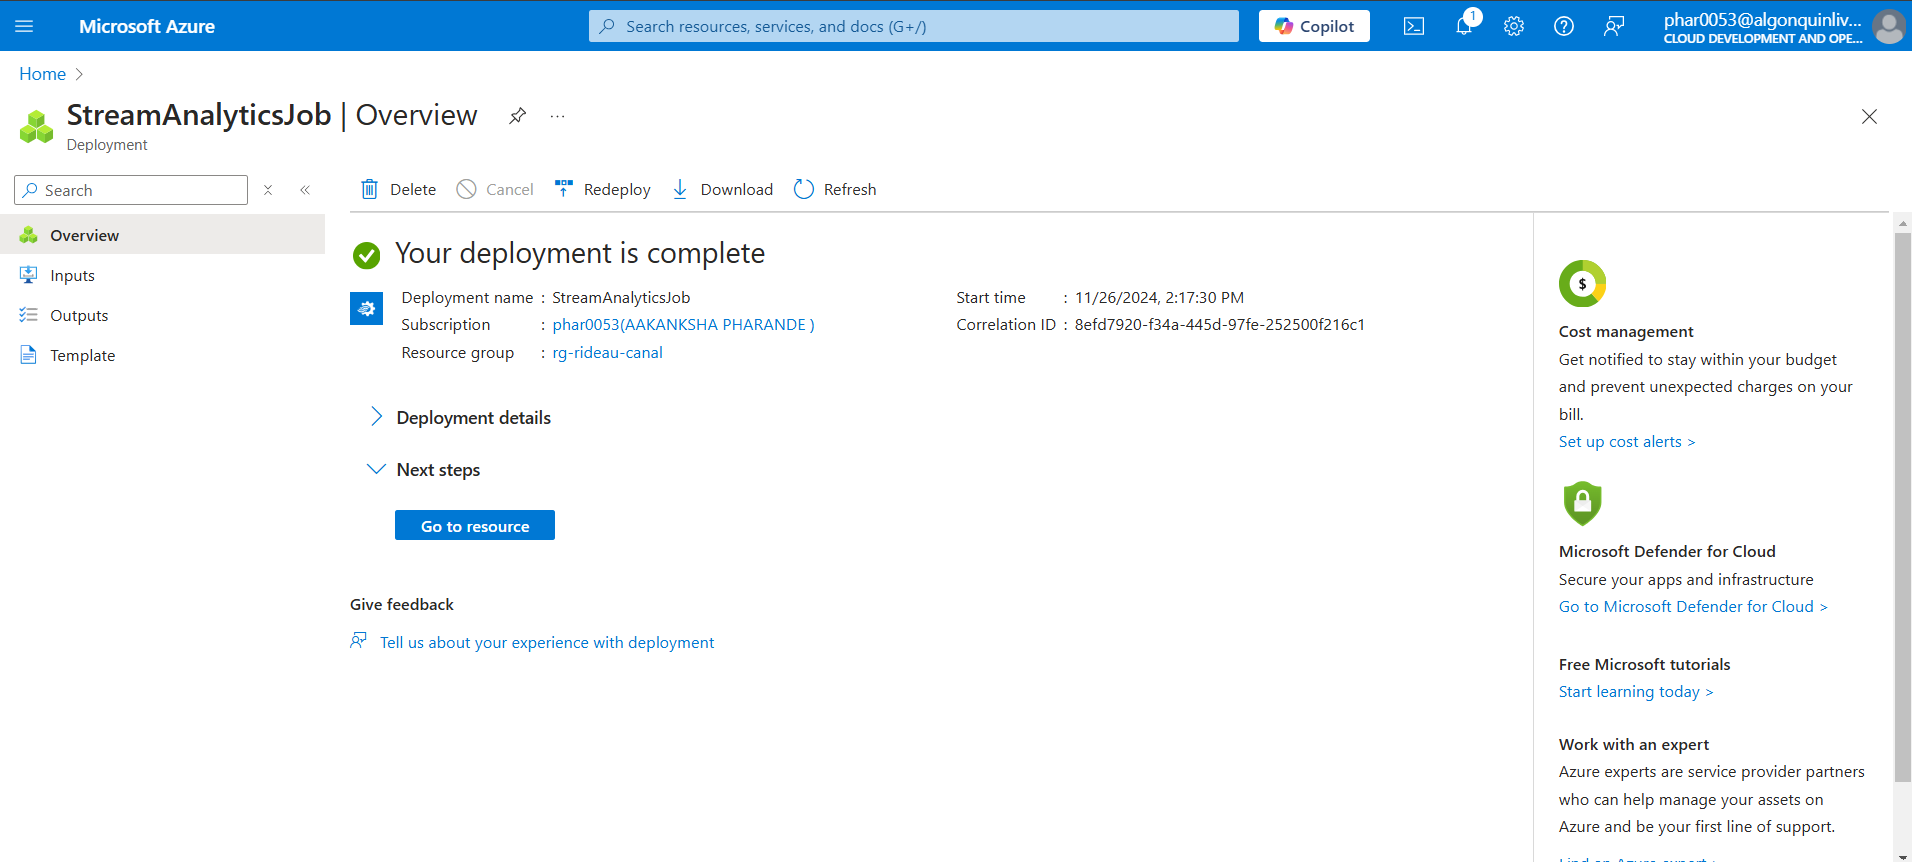 Microsoft Azure
Search resources, services, and docs (G+/)
Copilot
1
phar0053@algonquinliv...
CLOUD DEVELOPMENT AND OPE...
Home
StreamAnalyticsJob | Overview
Deployment
Search
Delete
Cancel
Redeploy
Download
Refresh
Overview
Inputs
Outputs
Template
Your deployment is complete
Deployment name : StreamAnalyticsJob
Subscription : phar0053(AAKANKSHA PHARANDE )
Resource group : rg-rideau-canal
Start time : 11/26/2024, 2:17:30 PM
Correlation ID : 8efd7920-f34a-445d-97fe-252500f216c1
Deployment details
Next steps
Go to resource
Give feedback
Tell us about your experience with deployment
$
Cost management
Get notified to stay within your budget
and prevent unexpected charges on your
bill.
Set up cost alerts >
Microsoft Defender for Cloud
Secure your apps and infrastructure
Go to Microsoft Defender for Cloud >
Free Microsoft tutorials
Start learning today >
Work with an expert
Azure experts are service provider partners
who can help manage your assets on
Azure and be your first line of support.
Find an Azure expert >